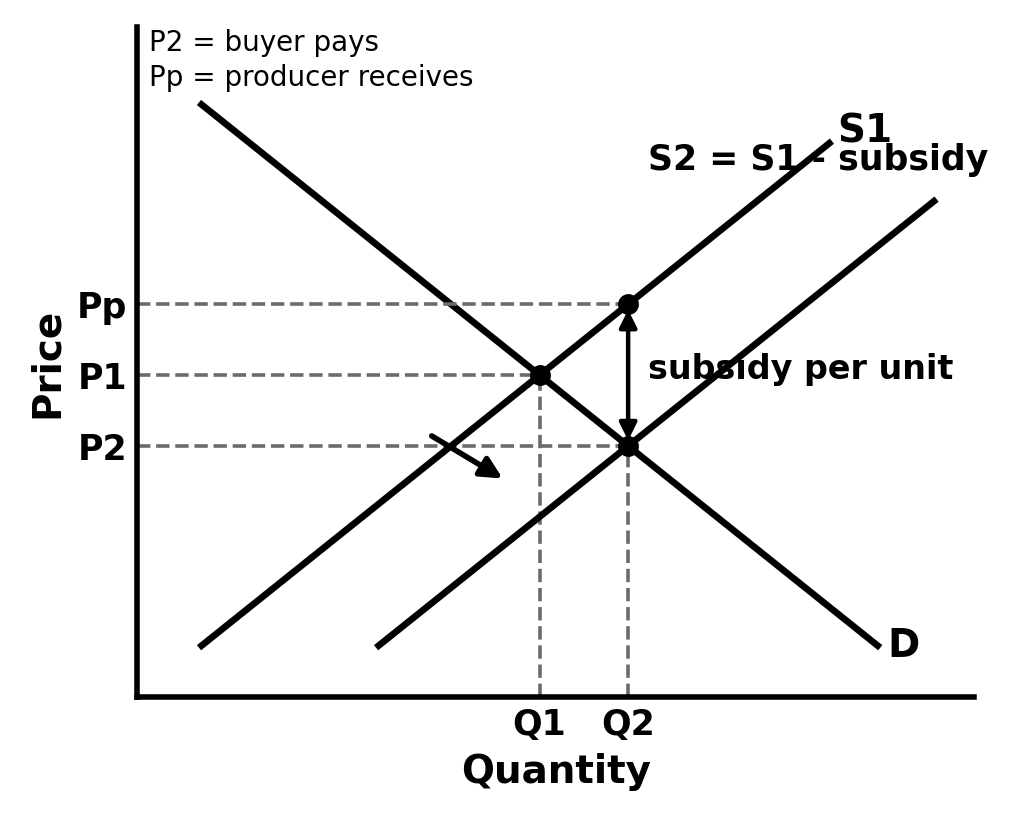 P2 = buyer pays
Pp = producer receives
S1
S2 = S1 - subsidy
Pp
P1
subsidy per unit
P2
Price
D
Q1
Q2
Quantity